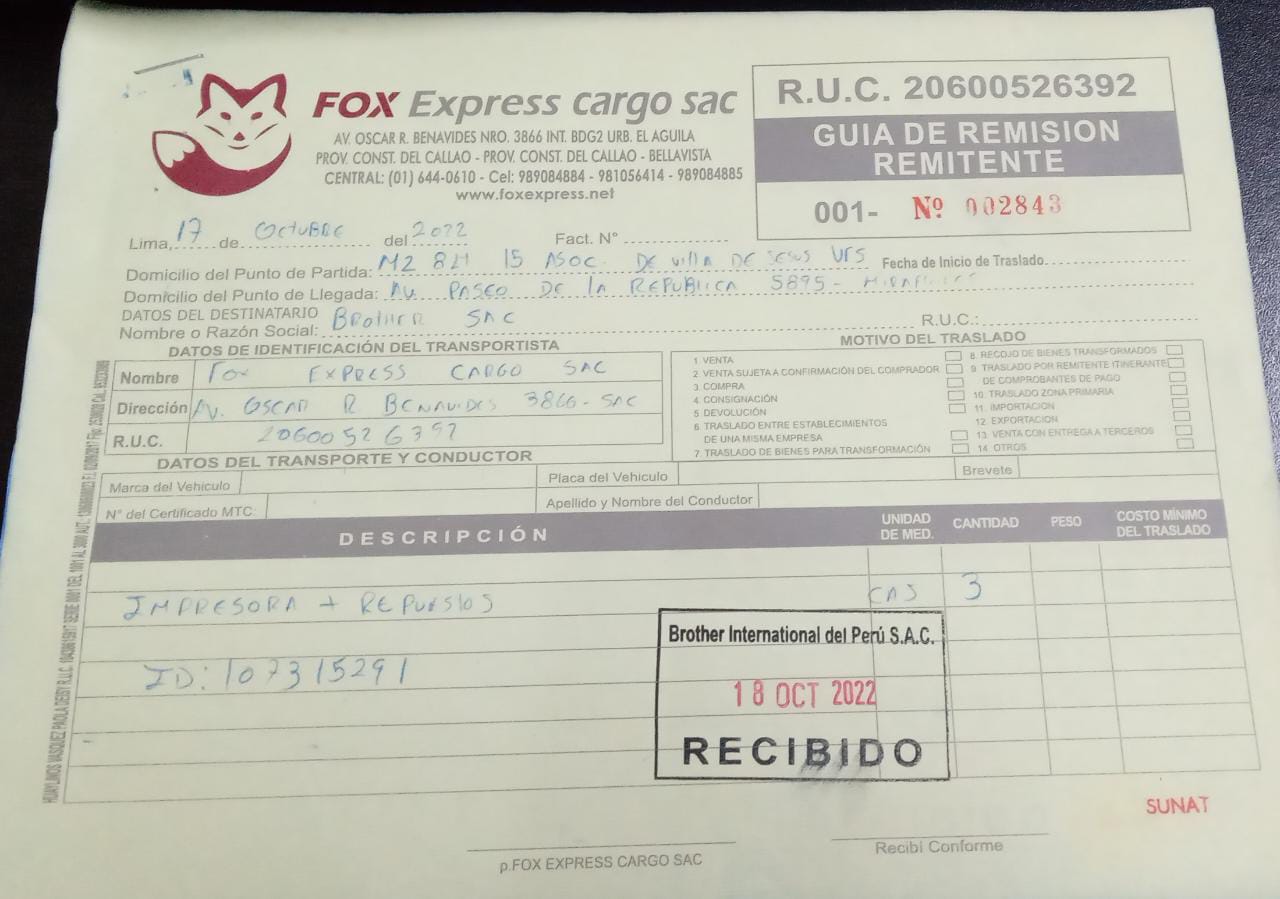 FOX Express cargo sac
AV. OSCAR R. BENAVIDES NRO. 3866 INT. BDG2 URB. EL AGUILA
PROV. CONST. DEL CALLAO - PROV. CONST. DEL CALLAO - BELLAVISTA
CENTRAL: (01) 644-0610 - Cel: 989084884 - 981056414 - 989084885
www.foxexpress.net
R.U.C. 20600526392
GUIA DE REMISION
REMITENTE
001- Nº 002843
Lima, 17 de OCTUBRE del 2022 Fact. N°
Domicilio del Punto de Partida: MZ 15 ASOC. DE VILLA DE JESUS Fecha de Inicio de Traslado
Domicilio del Punto de Llegada: AV. PASEO DE LA REPUBLICA 5895-
DATOS DEL DESTINATARIO
Nombre o Razón Social: BROTHER SAC R.U.C.:
DATOS DE IDENTIFICACIÓN DEL TRANSPORTISTA
Nombre FOX EXPRESS CARGO SAC
Dirección AV. OSCAR R BENAVIDES 3866 - SAC
R.U.C. 20600526392
MOTIVO DEL TRASLADO
1 VENTA
2 VENTA SUJETA A CONFIRMACIÓN DEL COMPRADOR
3 COMPRA
4 CONSIGNACIÓN
5 DEVOLUCIÓN
6 TRASLADO ENTRE ESTABLECIMIENTOS
DE UNA MISMA EMPRESA
7. TRASLADO DE BIENES PARA TRANSFORMACIÓN
8. RECOJO DE BIENES TRANSFORMADOS
9 TRASLADO POR REMITENTE ITINERANTE
DE COMPROBANTES DE PAGO
10. TRASLADO ZONA PRIMARIA
11 IMPORTACION
12. EXPORTACION
13. VENTA CON ENTREGA A TERCEROS
14 OTROS
DATOS DEL TRANSPORTE Y CONDUCTOR
Marca del Vehiculo Placa del Vehiculo Brevete
N° del Certificado MTC: Apellido y Nombre del Conductor
DESCRIPCIÓN UNIDAD DE MED. CANTIDAD PESO COSTO MÍNIMO DEL TRASLADO
IMPRESORA + REPUESTOS CAJ 3
ID: 107315291
Brother International del Perú S.A.C.
18 OCT 2022
RECIBIDO
SUNAT
p.FOX EXPRESS CARGO SAC
Recibí Conforme